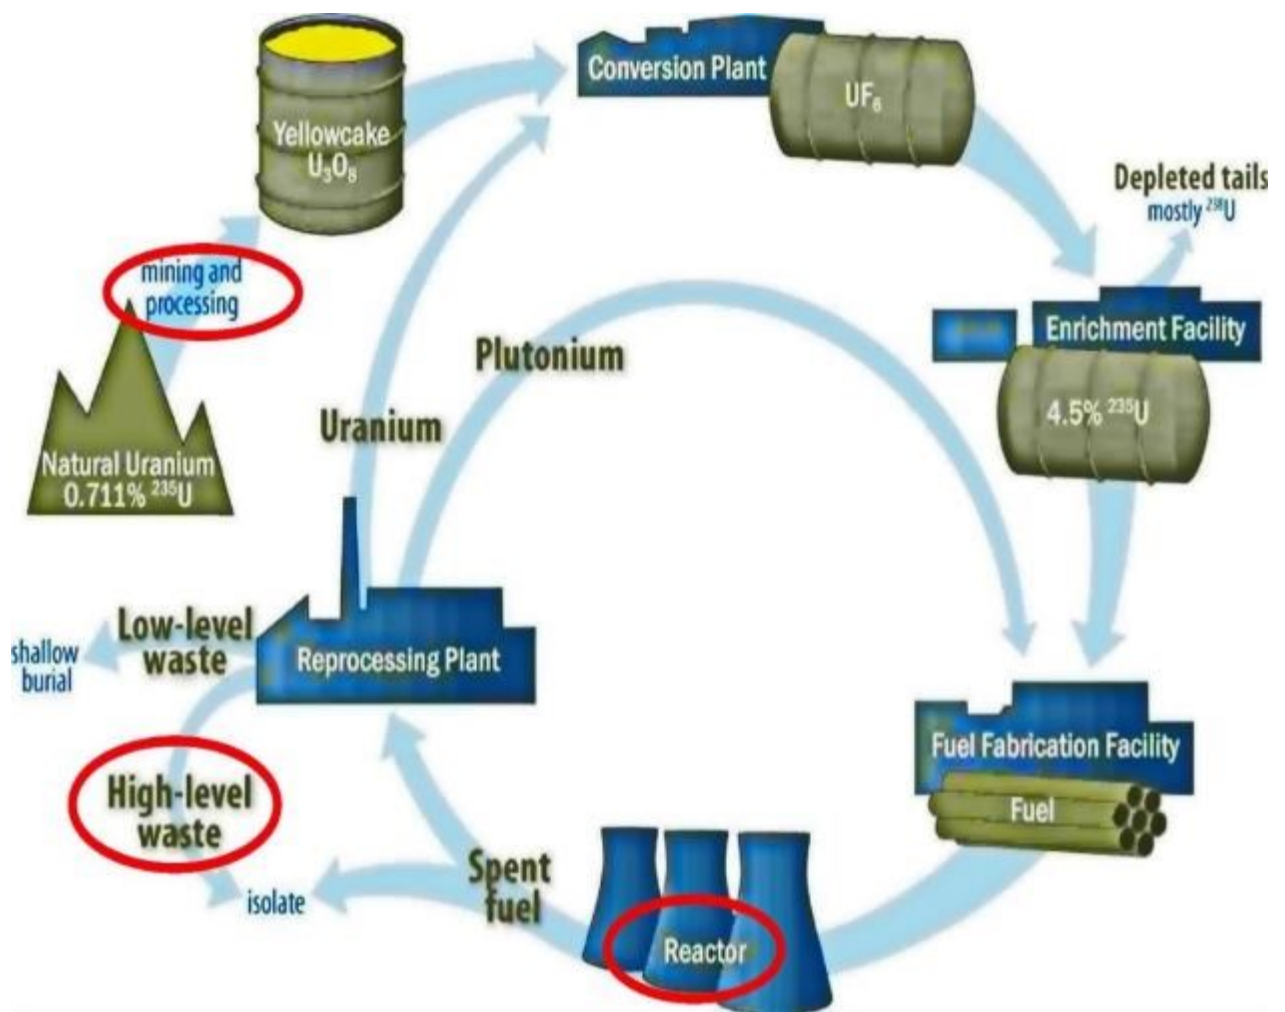 Conversion Plant
UF₆
Yellowcake
U₃O₈
Depleted tails
mostly ²³⁸U
mining and
processing
Enrichment Facility
4.5% ²³⁵U
Plutonium
Uranium
Natural Uranium
0.711% ²³⁵U
Low-level
waste
shallow
burial
Reprocessing Plant
Fuel Fabrication Facility
Fuel
High-level
waste
Spent
fuel
isolate
Reactor